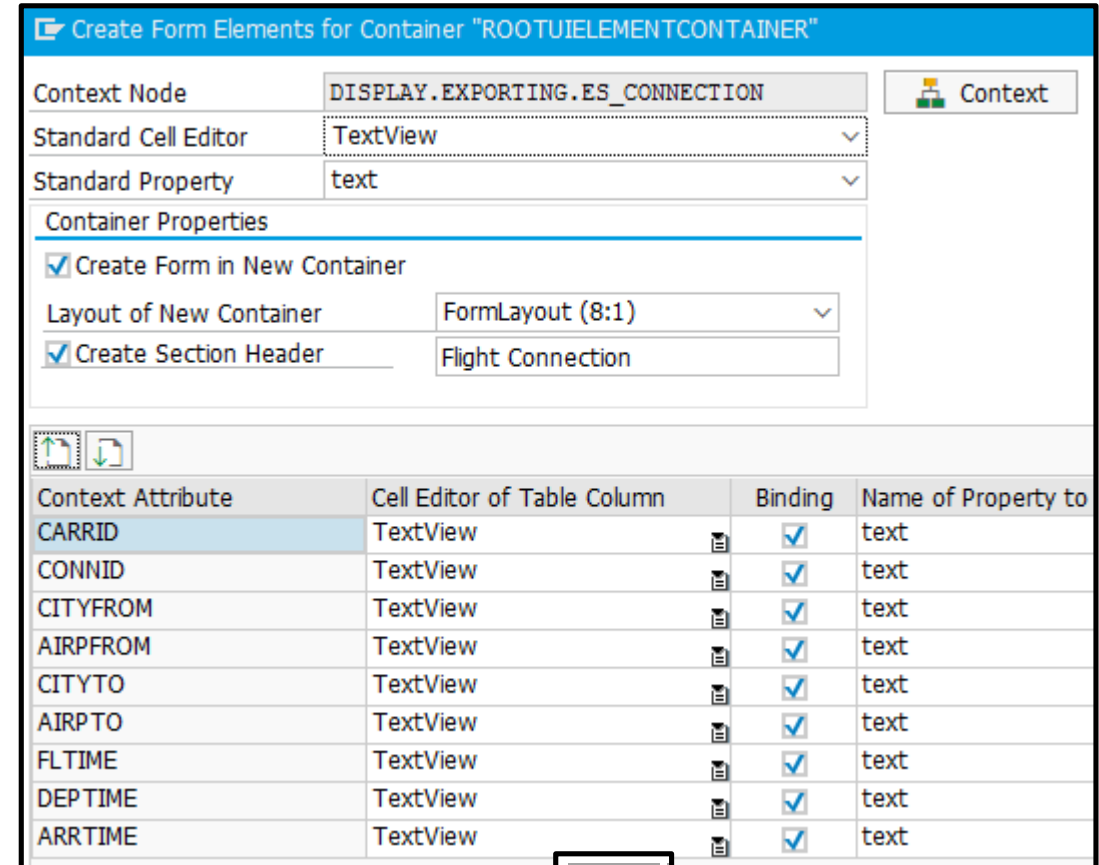 Create Form Elements for Container "ROOTUIELEMENTCONTAINER"
Context Node DISPLAY.EXPORTING.ES_CONNECTION Context
Standard Cell Editor TextView
Standard Property text
Container Properties
Create Form in New Container
Layout of New Container FormLayout (8:1)
Create Section Header Flight Connection
Context Attribute Cell Editor of Table Column Binding Name of Property to
CARRID TextView text
CONNID TextView text
CITYFROM TextView text
AIRPFROM TextView text
CITYTO TextView text
AIRPTO TextView text
FLTIME TextView text
DEPTIME TextView text
ARRTIME TextView text